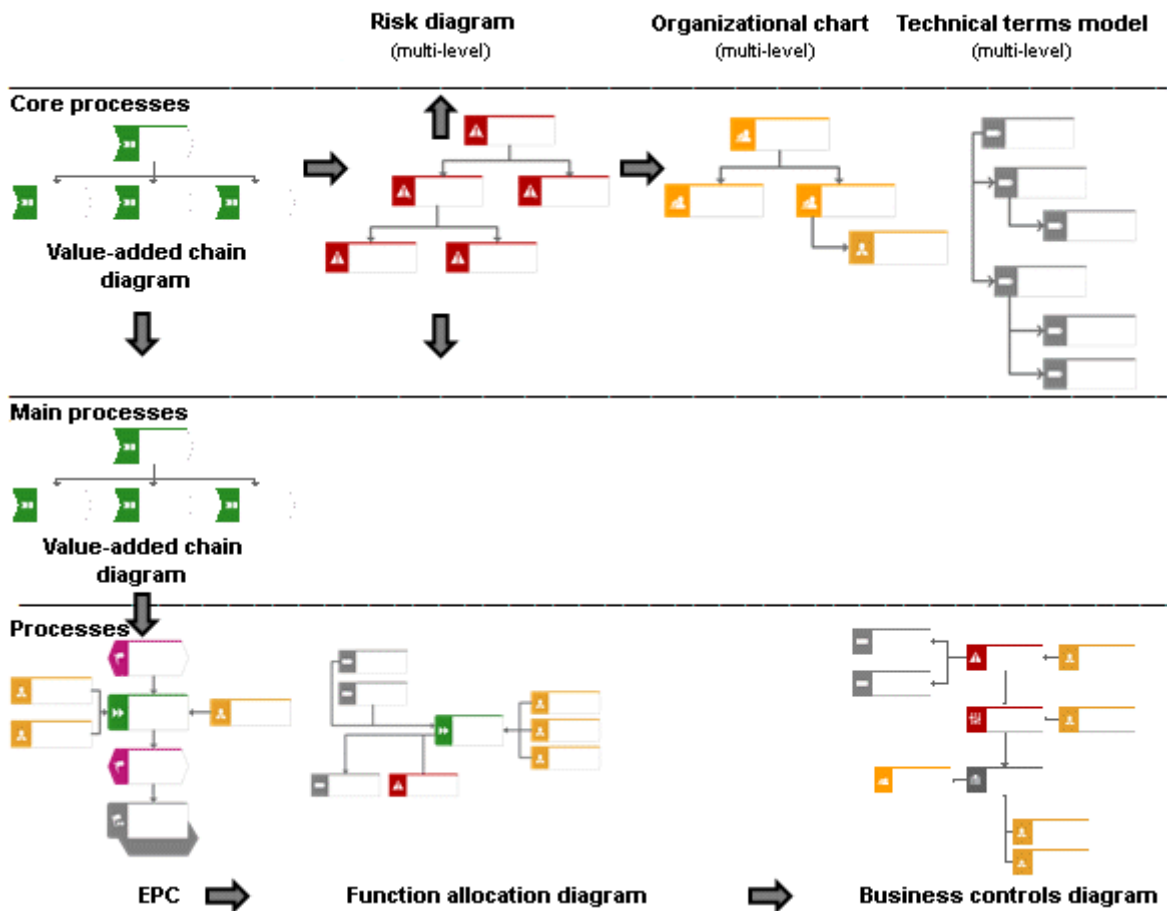 Risk diagram
(multi-level)
Organizational chart
(multi-level)
Technical terms model
(multi-level)
Core processes
Value-added chain
diagram
Main processes
Value-added chain
diagram
Processes
EPC
Function allocation diagram
Business controls diagram